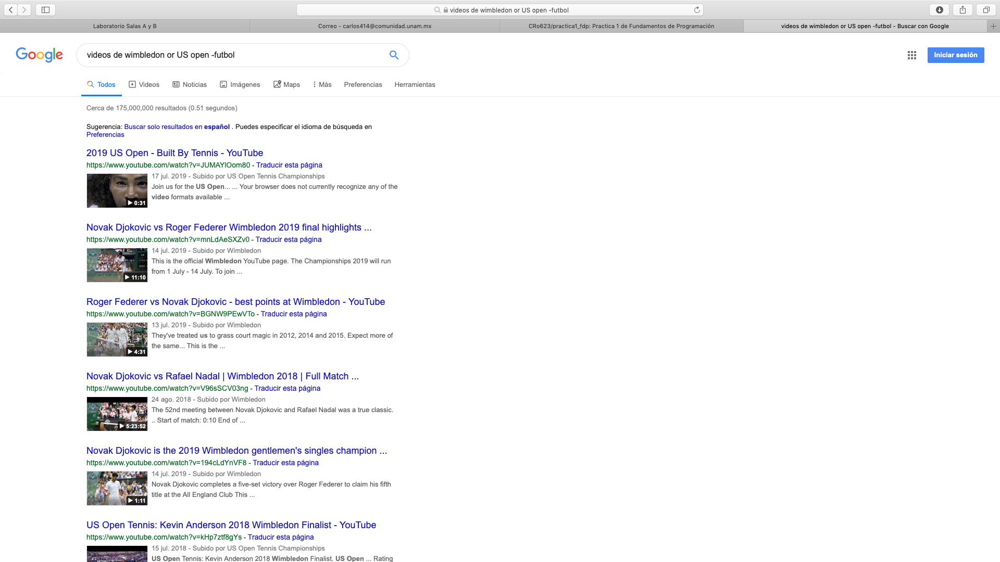 videos de wimbledon or US open -futbol
Laboratorio Salas A y B
Correo - carlos414@comunidad.unam.mx
CRo623/practica1_fdp: Practica 1 de Fundamentos de Programación
videos de wimbledon or US open -futbol - Buscar con Google
Google
videos de wimbledon or US open -futbol
Iniciar sesión
Todos
Videos
Noticias
Imágenes
Maps
Más
Preferencias
Herramientas
Cerca de 175,000,000 resultados (0.51 segundos)
Sugerencia: Buscar solo resultados en español . Puedes especificar el idioma de búsqueda en
Preferencias
2019 US Open - Built By Tennis - YouTube
https://www.youtube.com/watch?v=JUMAYlOom80 - Traducir esta página
17 jul. 2019 - Subido por US Open Tennis Championships
Join us for the US Open... ... Your browser does not currently recognize any of the
video formats available ...
0:31
Novak Djokovic vs Roger Federer Wimbledon 2019 final highlights ...
https://www.youtube.com/watch?v=mnLdAeSXZv0 - Traducir esta página
14 jul. 2019 - Subido por Wimbledon
This is the official Wimbledon YouTube page. The Championships 2019 will run
from 1 July - 14 July. To join ...
11:10
Roger Federer vs Novak Djokovic - best points at Wimbledon - YouTube
https://www.youtube.com/watch?v=BGNW9PEwVTo - Traducir esta página
13 jul. 2019 - Subido por Wimbledon
They've treated us to grass court magic in 2012, 2014 and 2015. Expect more of
the same... This is the ...
4:31
Novak Djokovic vs Rafael Nadal | Wimbledon 2018 | Full Match ...
https://www.youtube.com/watch?v=V96sSCV03ng - Traducir esta página
24 ago. 2018 - Subido por Wimbledon
The 52nd meeting between Novak Djokovic and Rafael Nadal was a true classic.
.. Start of match: 0:10 End of ...
5:23:52
Novak Djokovic is the 2019 Wimbledon gentlemen's singles champion ...
https://www.youtube.com/watch?v=194cLdYnVF8 - Traducir esta página
14 jul. 2019 - Subido por Wimbledon
Novak Djokovic completes a five-set victory over Roger Federer to claim his fifth
title at the All England Club This ...
1:11
US Open Tennis: Kevin Anderson 2018 Wimbledon Finalist - YouTube
https://www.youtube.com/watch?v=kHp7ztf8gYs - Traducir esta página
15 jul. 2018 - Subido por US Open Tennis Championships
US Open Tennis: Kevin Anderson 2018 Wimbledon Finalist. US Open ... Rating